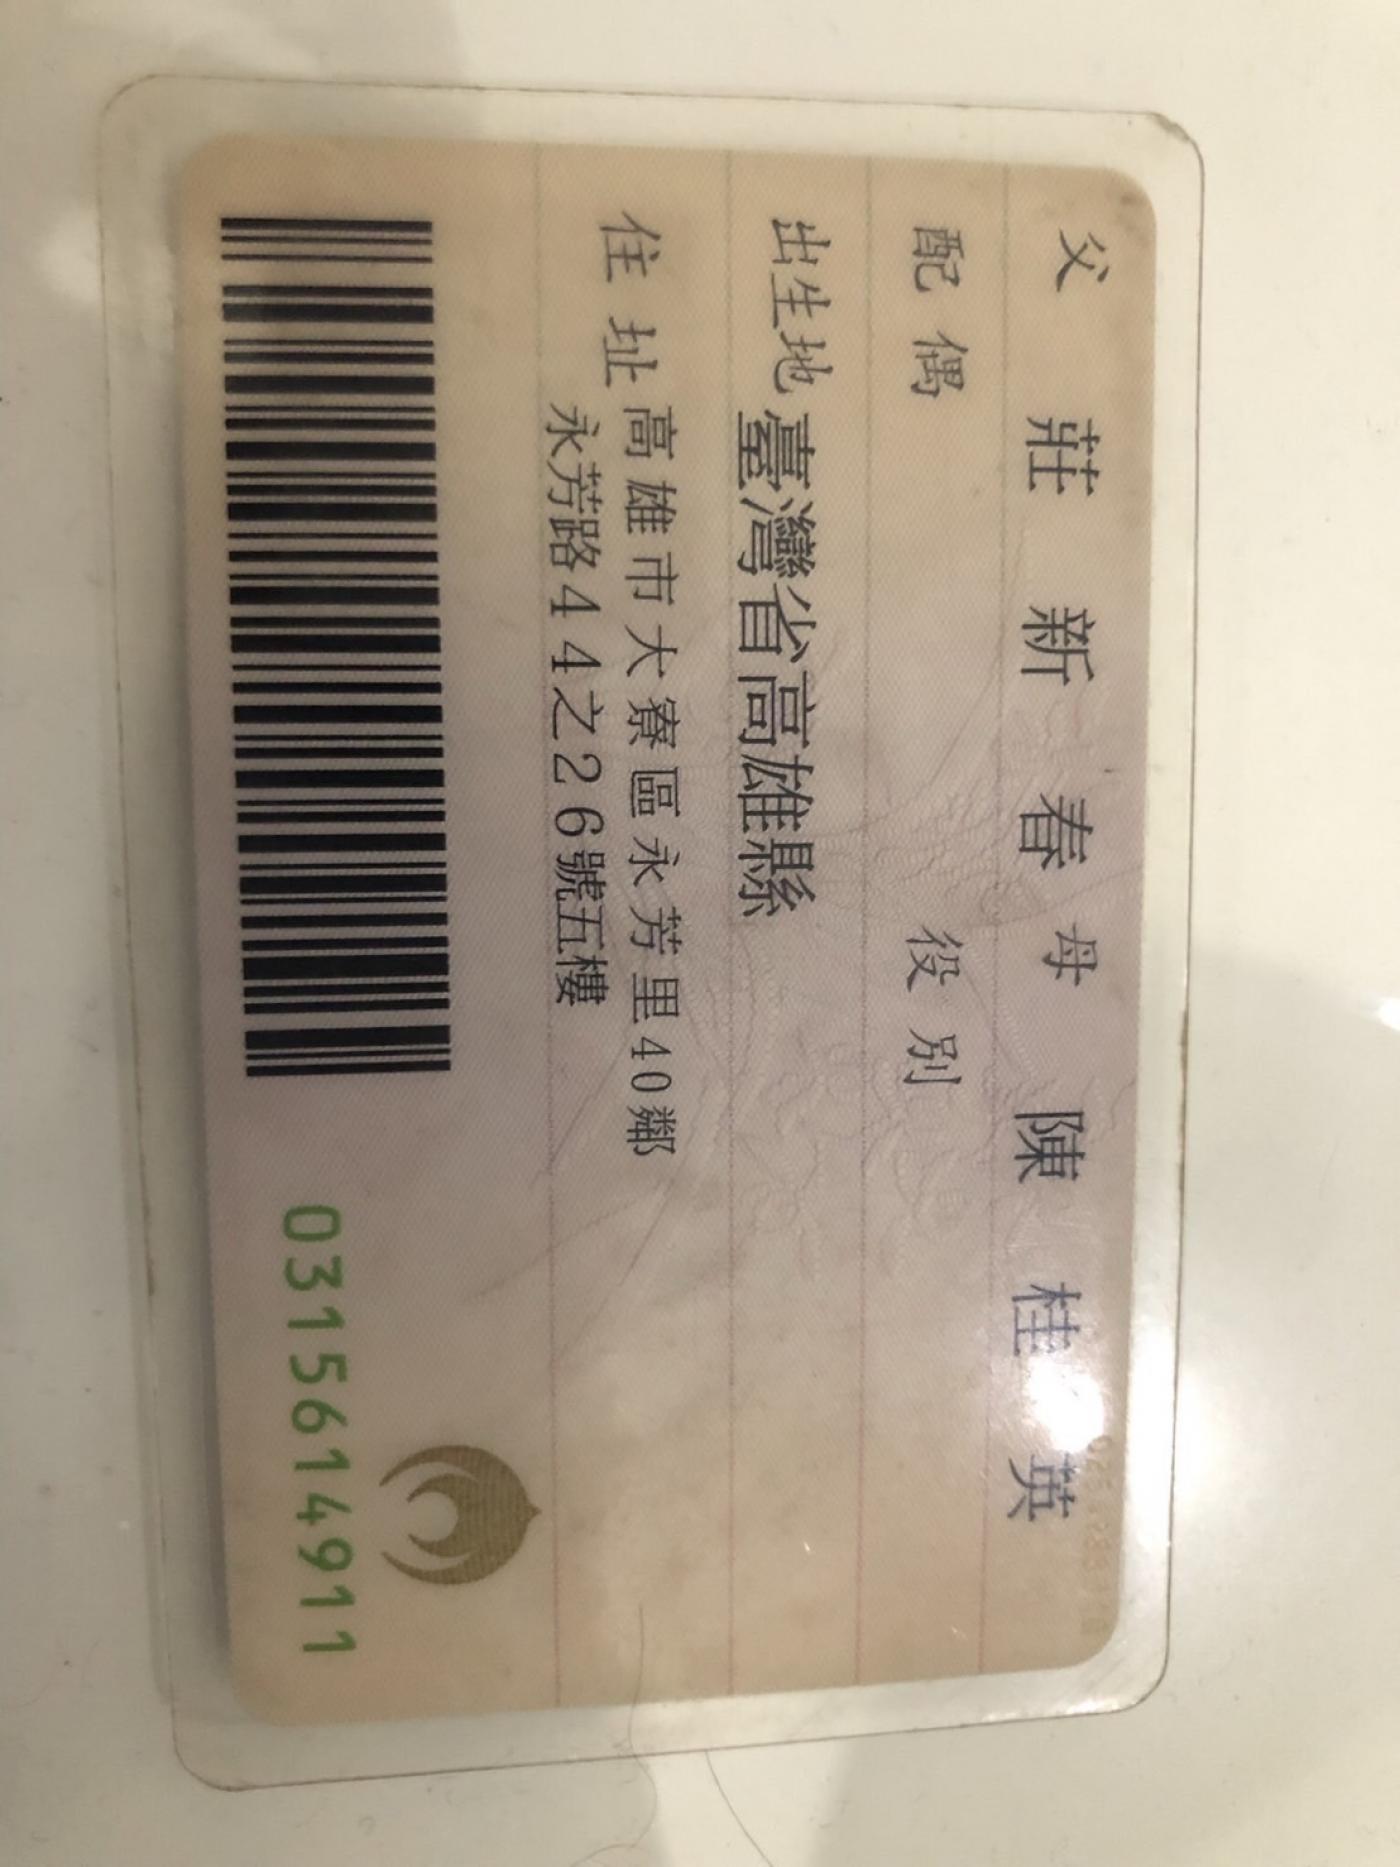 父 莊新春 母 陳桂英
配偶 役別
出生地 臺灣省高雄縣
住址 高雄市大寮區永芳里40鄰
永芳路44之26號五樓
0315614911